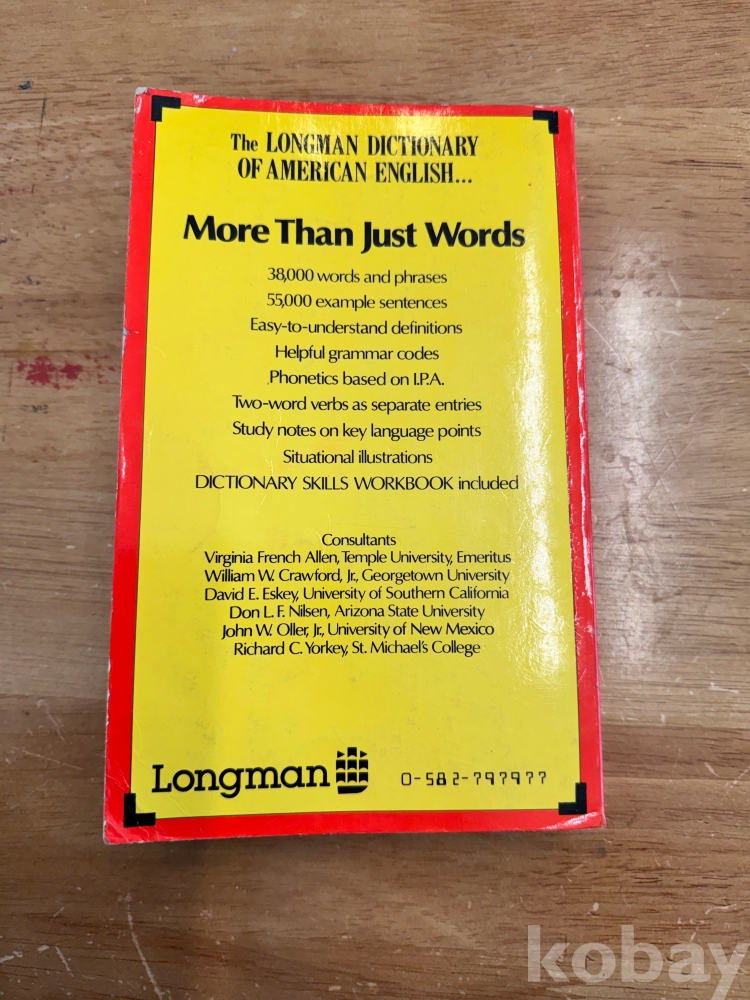 The LONGMAN DICTIONARY
OF AMERICAN ENGLISH...
More Than Just Words
38,000 words and phrases
55,000 example sentences
Easy-to-understand definitions
Helpful grammar codes
Phonetics based on I.P.A.
Two-word verbs as separate entries
Study notes on key language points
Situational illustrations
DICTIONARY SKILLS WORKBOOK included
Consultants
Virginia French Allen, Temple University, Emeritus
William W. Crawford, Jr., Georgetown University
David E. Eskey, University of Southern California
Don L. F. Nilsen, Arizona State University
John W. Oller, Jr., University of New Mexico
Richard C. Yorkey, St. Michael's College
Longman 0-582-797977
kobay